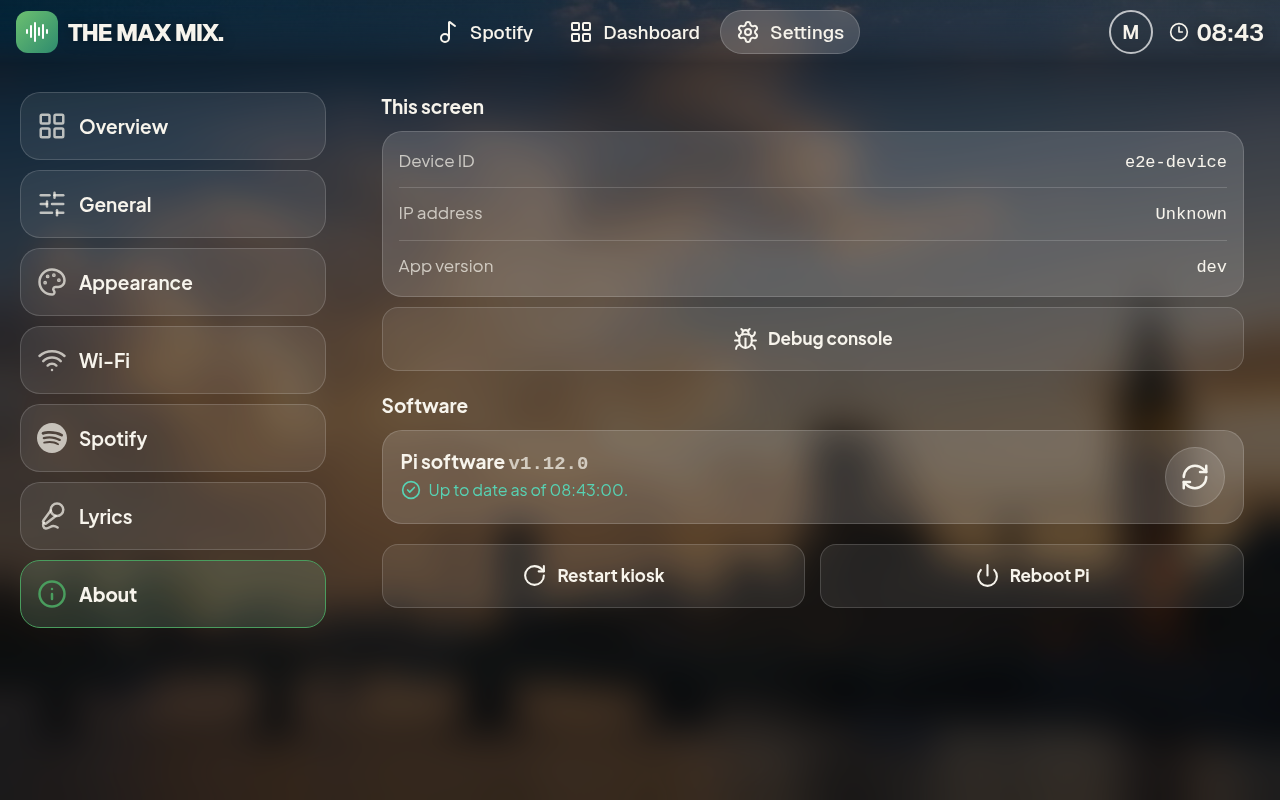 THE MAX MIX.
Spotify
Dashboard
Settings
M
08:43
Overview
General
Appearance
Wi-Fi
Spotify
Lyrics
About
This screen
Device ID e2e-device
IP address Unknown
App version dev
Debug console
Software
Pi software v1.12.0
Up to date as of 08:43:00.
Restart kiosk
Reboot Pi